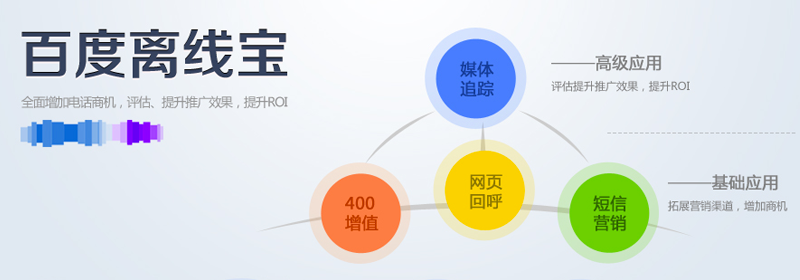 百度离线宝
全面增加电话商机，评估、提升推广效果，提升ROI
媒体
追踪
——高级应用
评估提升推广效果，提升ROI
400
增值
网页
回呼
短信
营销
——基础应用
拓展营销渠道，增加商机